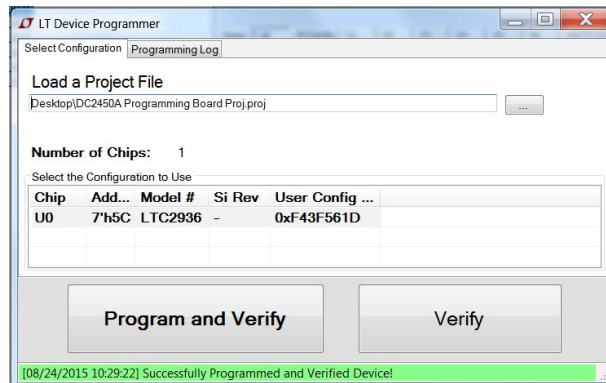 LT Device Programmer
Select Configuration Programming Log
Load a Project File
Desktop\DC2450A Programming Board Proj.proj ...
Number of Chips: 1
Select the Configuration to Use
Chip Add... Model # Si Rev User Config ...
U0 7'h5C LTC2936 - 0xF43F561D
Program and Verify Verify
[08/24/2015 10:29:22] Successfully Programmed and Verified Device!